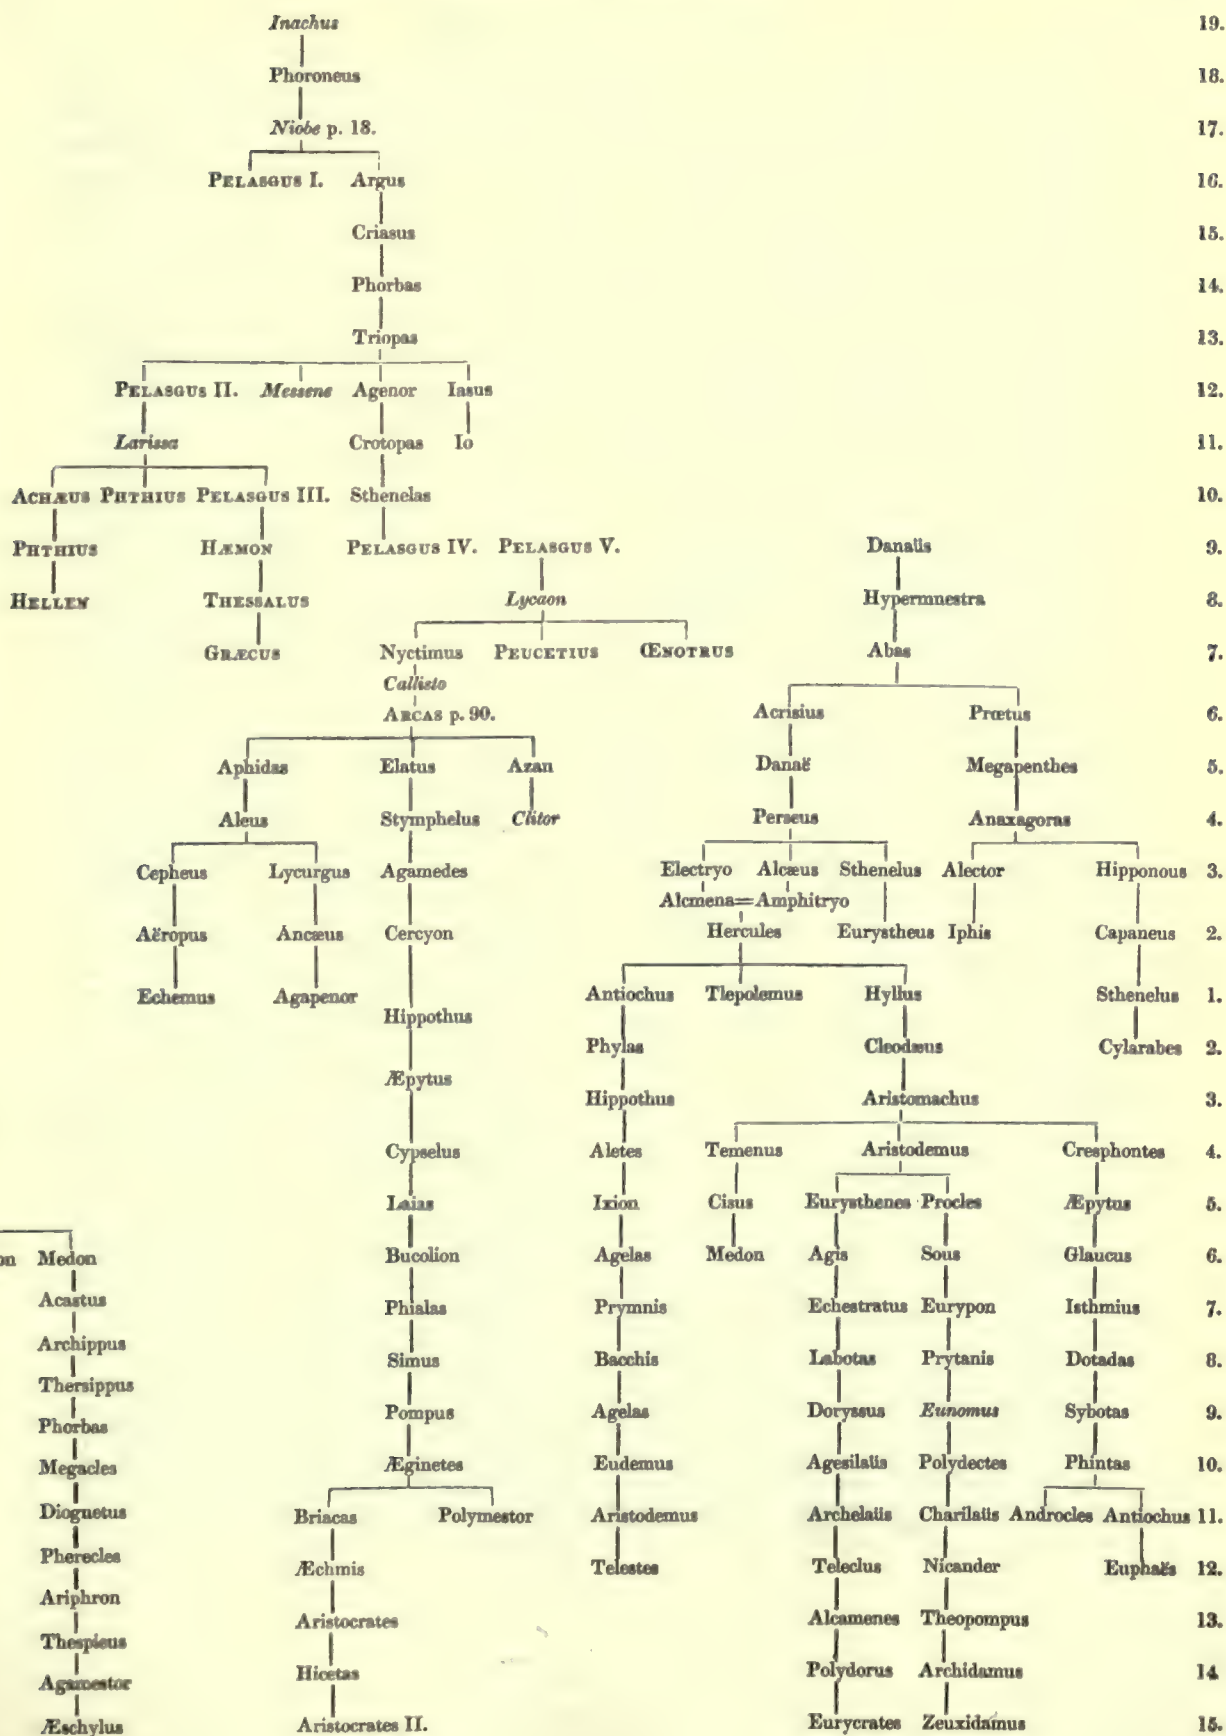 Inachus 19.
Phoroneus 18.
Niobe p. 18. 17.
PELASGUS I. Argus 16.
Criasus 15.
Phorbas 14.
Triopas 13.
PELASGUS II. Messene Agenor Iasus 12.
Larissa Crotopas Io 11.
ACHÆUS PHTHIUS PELASGUS III. Sthenelas 10.
PHTHIUS HÆMON PELASGUS IV. PELASGUS V. Danaüs 9.
HELLEN THESSALUS Lycaon Hypermnestra 8.
GRÆCUS Nyctimus PEUCETIUS ŒNOTRUS Abas 7.
Callisto
ARCAS p. 90. Acrisius Prœtus 6.
Aphidas Elatus Azan Danaë Megapenthes 5.
Aleus Stymphelus Clitor Perseus Anaxagoras 4.
Cepheus Lycurgus Agamedes Electryo Alcæus Sthenelus Alector Hipponous 3.
Alcmena=Amphitryo
Aëropus Ancæus Cercyon Hercules Eurystheus Iphis Capaneus 2.
Echemus Agapenor Antiochus Tlepolemus Hyllus Sthenelus 1.
Hippothus
Phylas Cleodæus Cylarabes 2.
Æpytus
Hippothus Aristomachus 3.
Cypselus Aletes Temenus Aristodemus Cresphontes 4.
Laias Ixion Cisus Eurysthenes Procles Æpytus 5.
on Medon Bucolion Agelas Medon Agis Sous Glaucus 6.
Acastus Phialas Prymnis Echestratus Eurypon Isthmius 7.
Archippus
Simus Bacchis Labotas Prytanis Dotadas 8.
Thersippus
Pompus Agelas Doryssus Eunomus Sybotas 9.
Phorbas
Megacles Æginetes Eudemus Agesilaüs Polydectes Phintas 10.
Diognetus Briacas Polymestor Aristodemus Archelaüs Charilaüs Androcles Antiochus 11.
Pherecles Æchmis Telestes Teleclus Nicander Euphaës 12.
Ariphron
Aristocrates Alcamenes Theopompus 13.
Thespieus
Agamestor Hicetas Polydorus Archidamus 14
Æschylus Aristocrates II. Eurycrates Zeuxidamus 15.